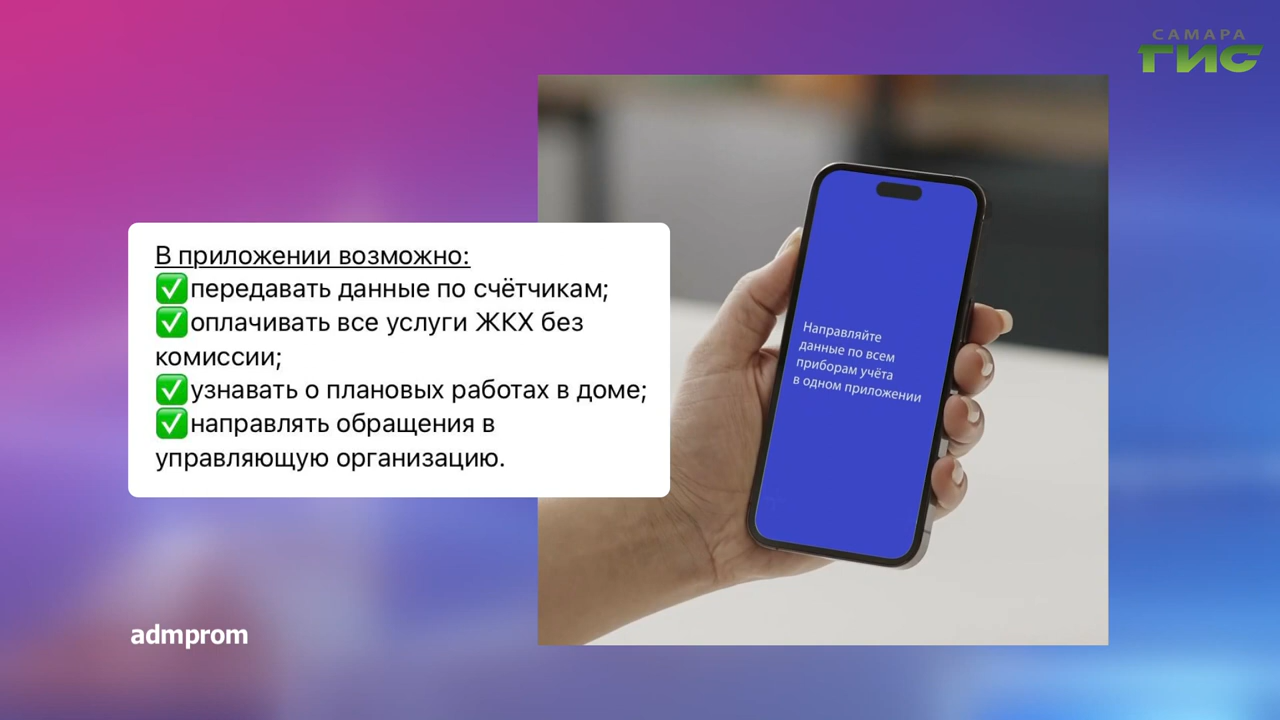 САМАРА
ГИС
В приложении возможно:
✅передавать данные по счётчикам;
✅оплачивать все услуги ЖКХ без
комиссии;
✅узнавать о плановых работах в доме;
✅направлять обращения в
управляющую организацию.
Направляйте
данные по всем
приборам учёта
в одном приложении
admprom